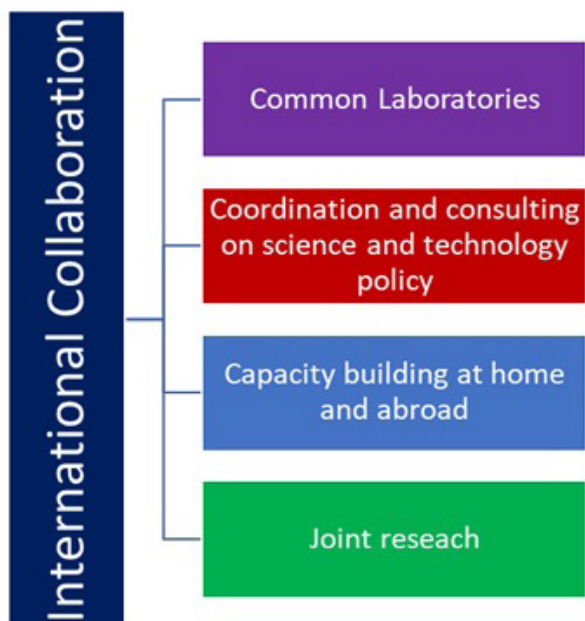 International Collaboration
Common Laboratories
Coordination and consulting
on science and technology
policy
Capacity building at home
and abroad
Joint reseach